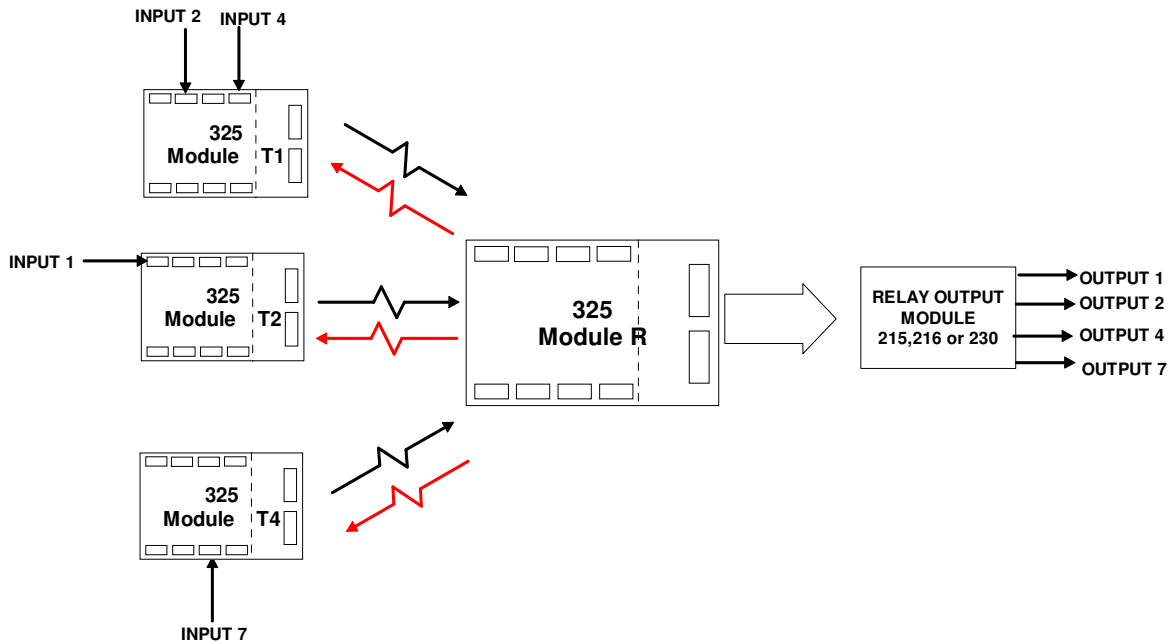 INPUT 2
INPUT 4
325
Module
T1
INPUT 1
325
Module
T2
325
Module R
RELAY OUTPUT
MODULE
215,216 or 230
OUTPUT 1
OUTPUT 2
OUTPUT 4
OUTPUT 7
325
Module
T4
INPUT 7